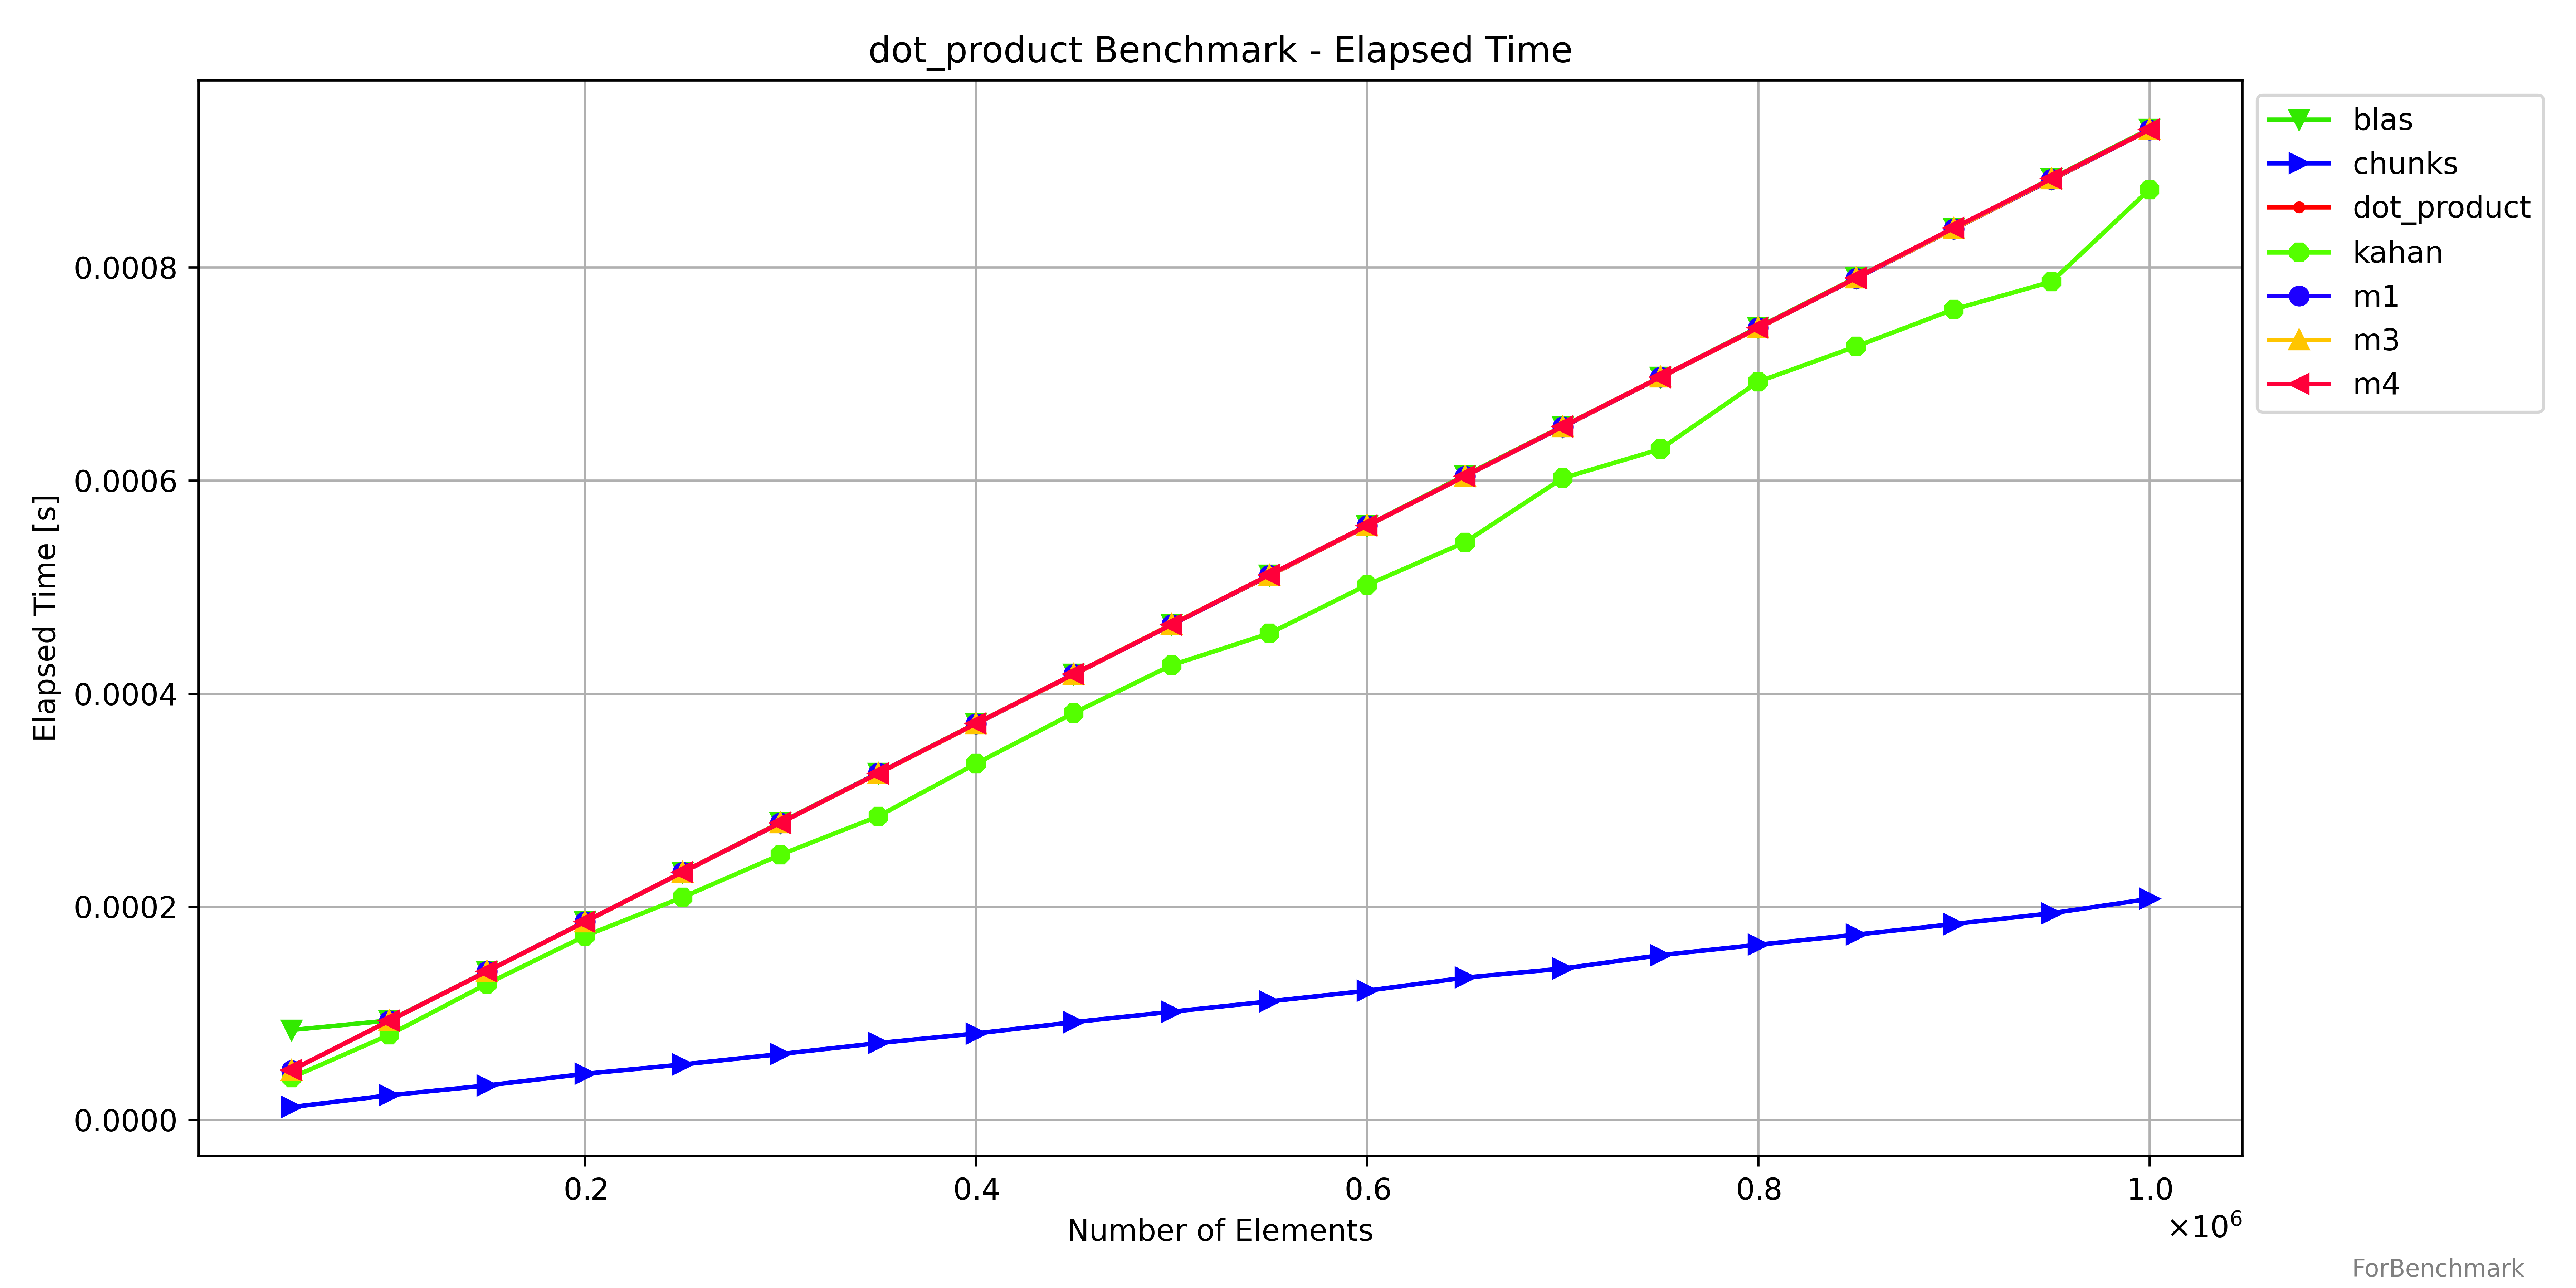 dot_product Benchmark - Elapsed Time
blas
chunks
dot_product
kahan
m1
m3
m4
Elapsed Time [s]
0.0008
0.0006
0.0004
0.0002
0.0000
0.2 0.4 0.6 0.8 1.0
×10⁶
Number of Elements
ForBenchmark